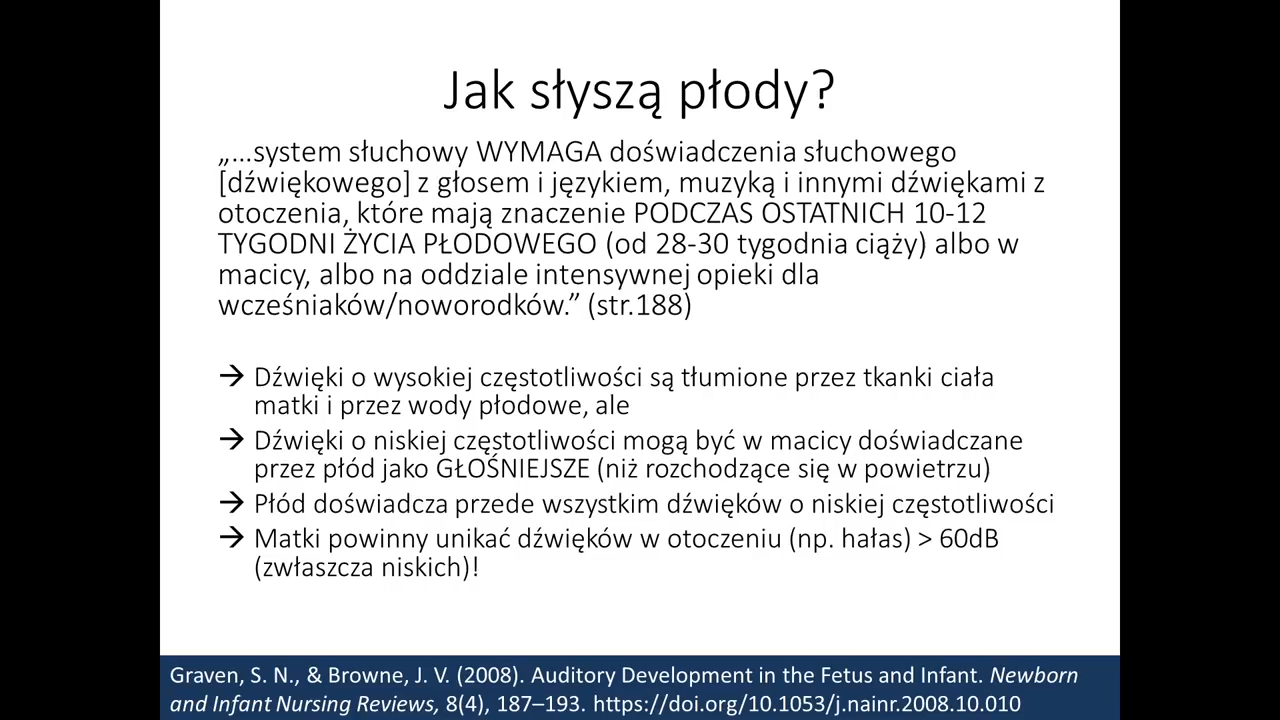 Jak słyszą płody?
„…system słuchowy WYMAGA doświadczenia słuchowego
[dźwiękowego] z głosem i językiem, muzyką i innymi dźwiękami z
otoczenia, które mają znaczenie PODCZAS OSTATNICH 10-12
TYGODNI ŻYCIA PŁODOWEGO (od 28-30 tygodnia ciąży) albo w
macicy, albo na oddziale intensywnej opieki dla
wcześniaków/noworodków.” (str.188)
→ Dźwięki o wysokiej częstotliwości są tłumione przez tkanki ciała
matki i przez wody płodowe, ale
→ Dźwięki o niskiej częstotliwości mogą być w macicy doświadczane
przez płód jako GŁOŚNIEJSZE (niż rozchodzące się w powietrzu)
→ Płód doświadcza przede wszystkim dźwięków o niskiej częstotliwości
→ Matki powinny unikać dźwięków w otoczeniu (np. hałas) > 60dB
(zwłaszcza niskich)!
Graven, S. N., & Browne, J. V. (2008). Auditory Development in the Fetus and Infant. Newborn
and Infant Nursing Reviews, 8(4), 187–193. https://doi.org/10.1053/j.nainr.2008.10.010